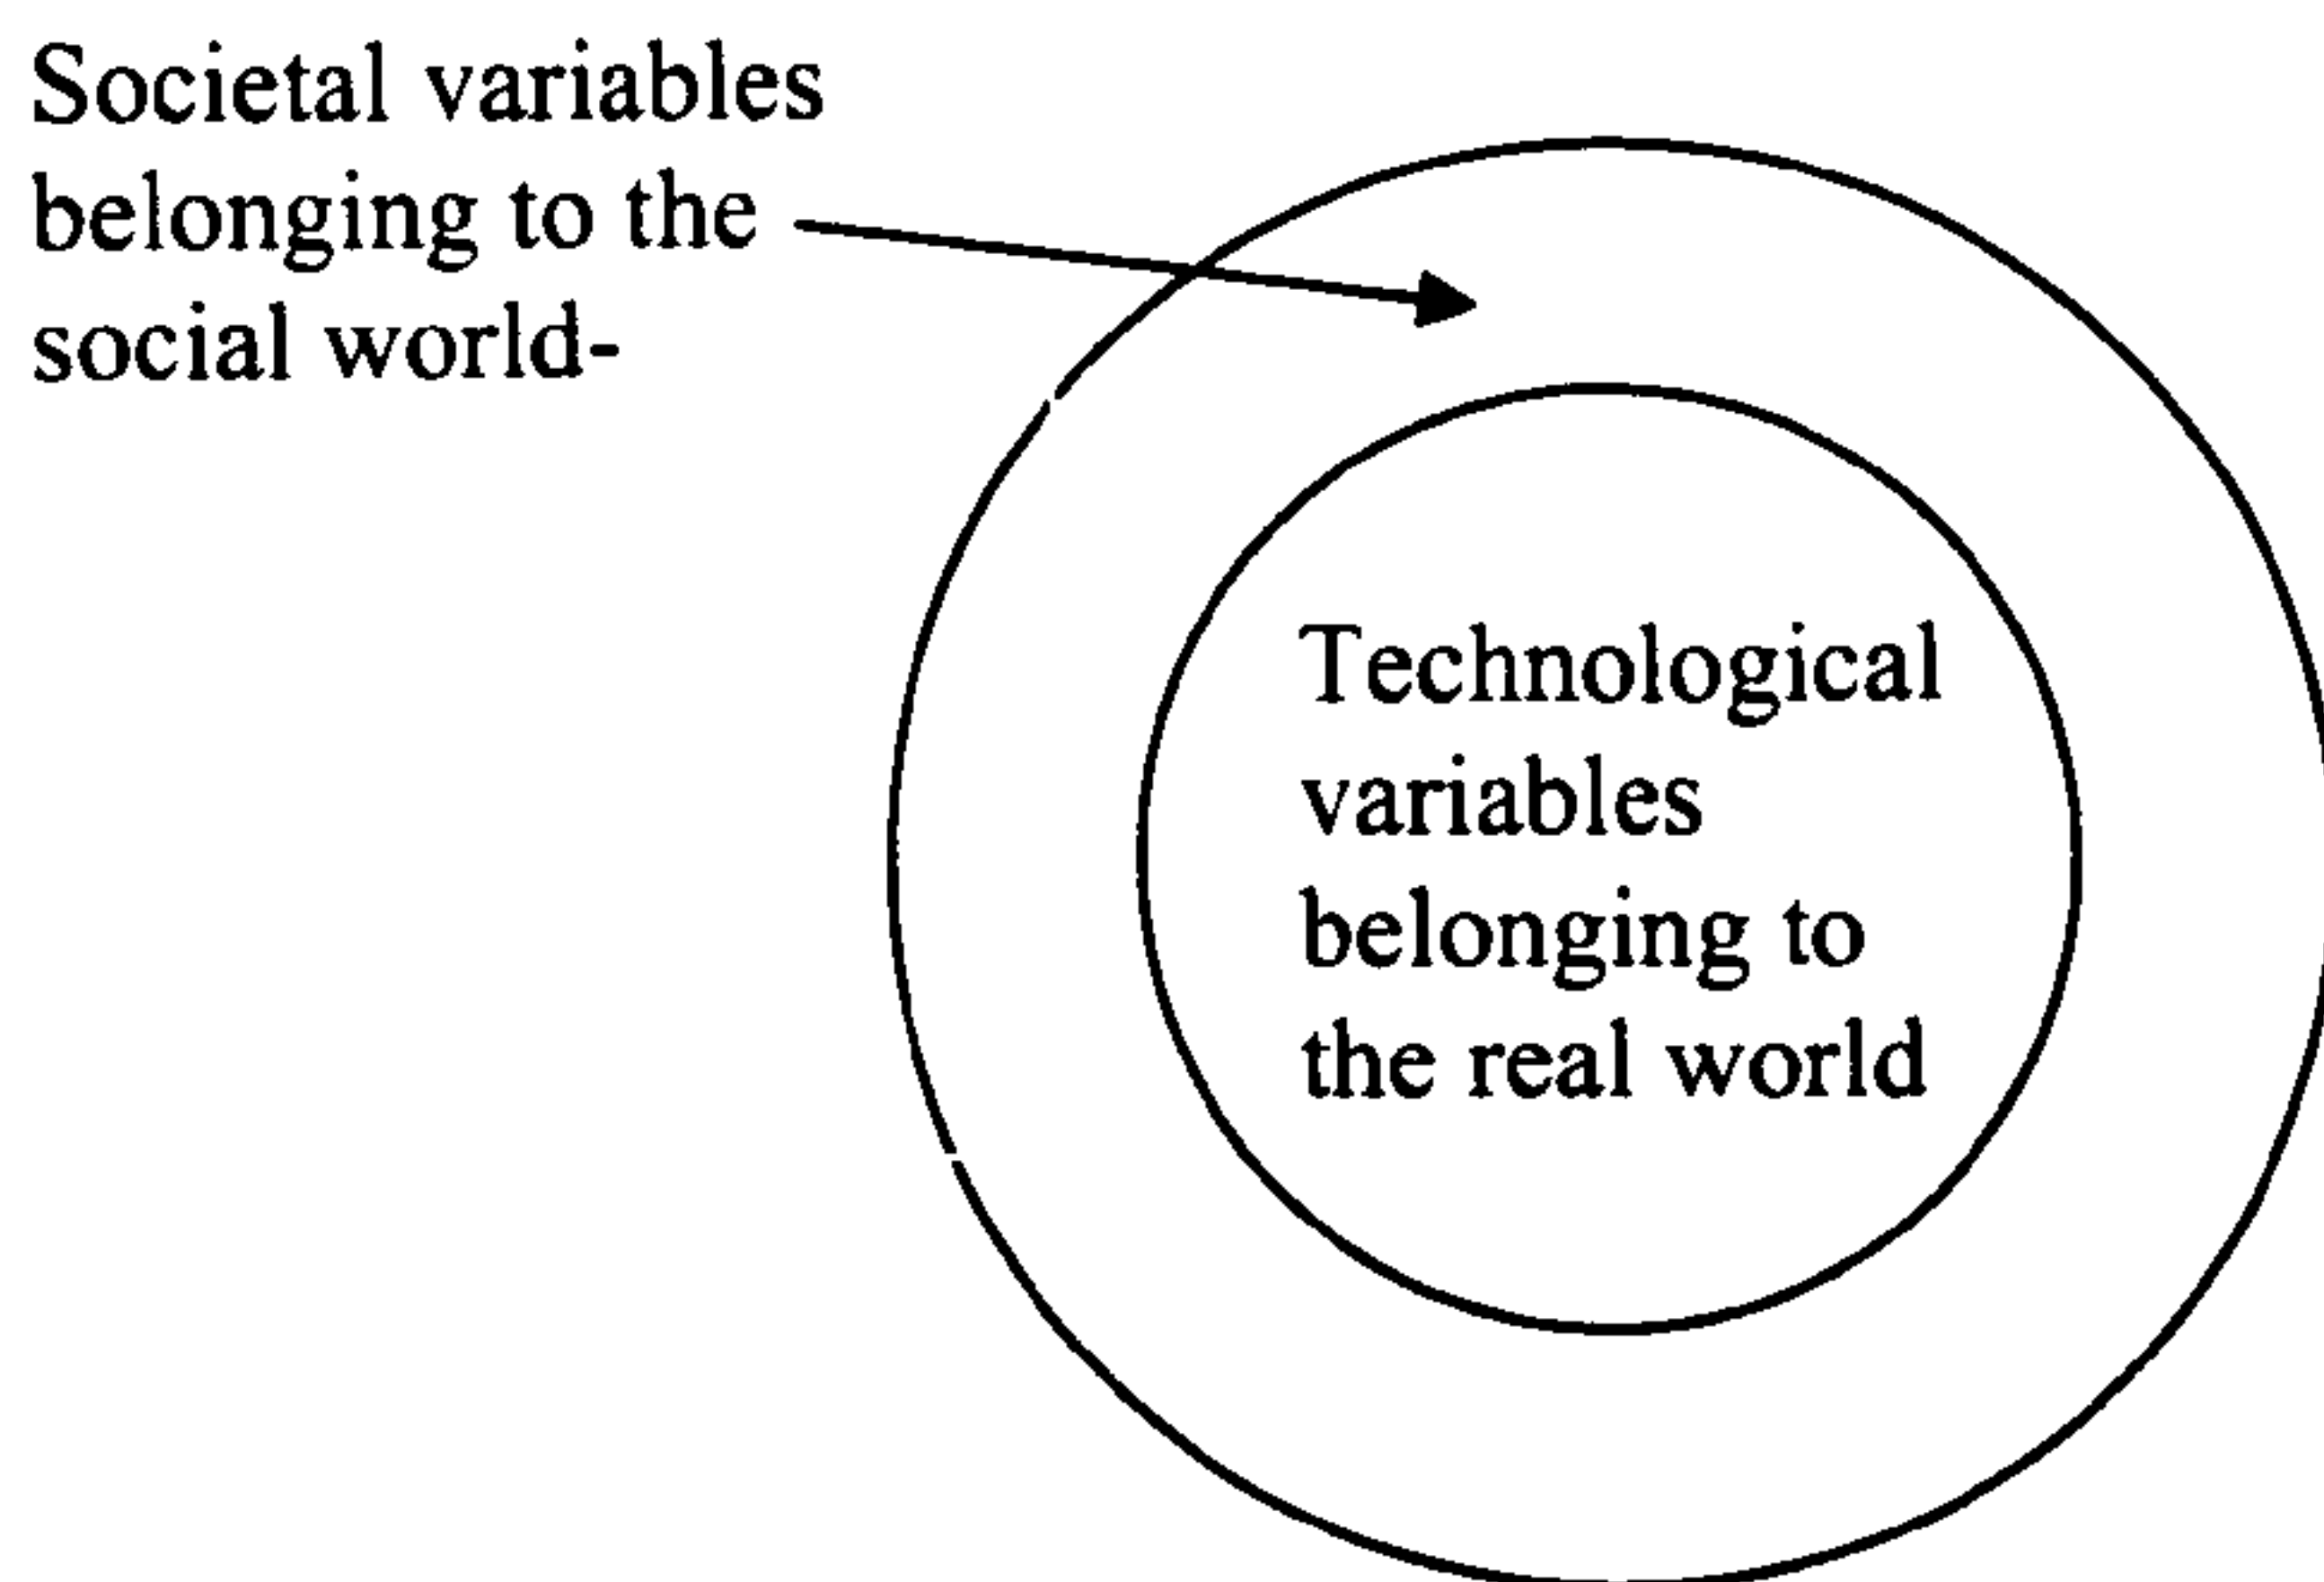 Societal variables
belonging to the
social world-
Technological
variables
belonging to
the real world